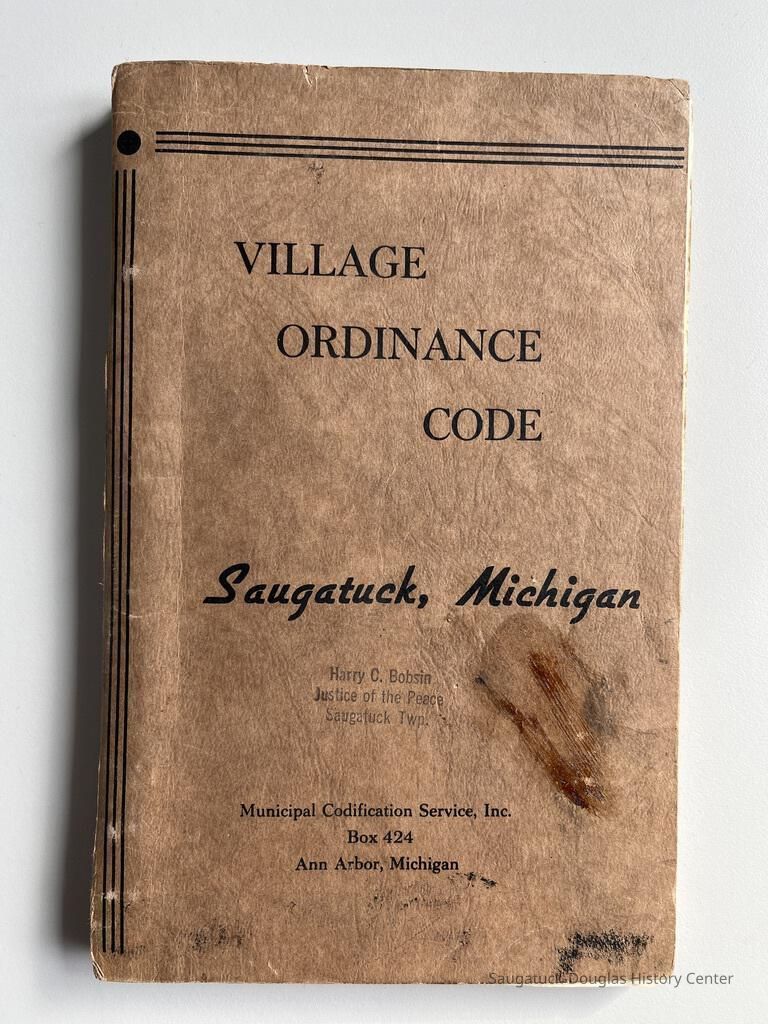 VILLAGE
ORDINANCE
CODE
Saugatuck, Michigan
Harry C. Bobsin
Justice of the Peace
Saugatuck Twp.
Municipal Codification Service, Inc.
Box 424
Ann Arbor, Michigan
Saugatuck-Douglas History Center